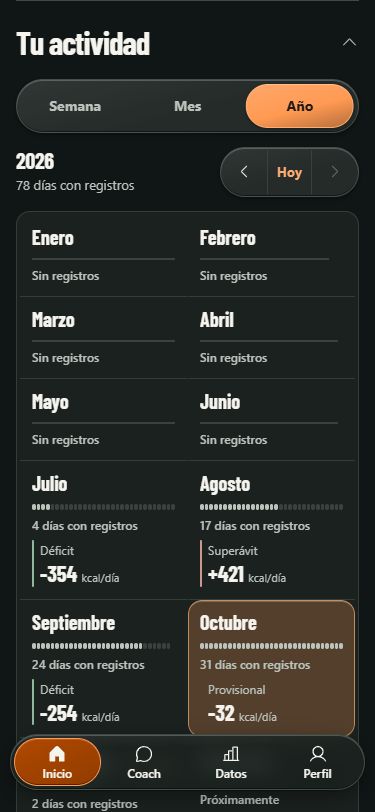 Tu actividad
Semana Mes Año
2026
78 días con registros
Hoy
Enero Febrero
Sin registros Sin registros
Marzo Abril
Sin registros Sin registros
Mayo Junio
Sin registros Sin registros
Julio Agosto
4 días con registros 17 días con registros
Déficit Superávit
-354 kcal/día +421 kcal/día
Septiembre Octubre
24 días con registros 31 días con registros
Déficit Provisional
-254 kcal/día -32 kcal/día
Inicio Coach Datos Perfil
2 días con registros Próximamente